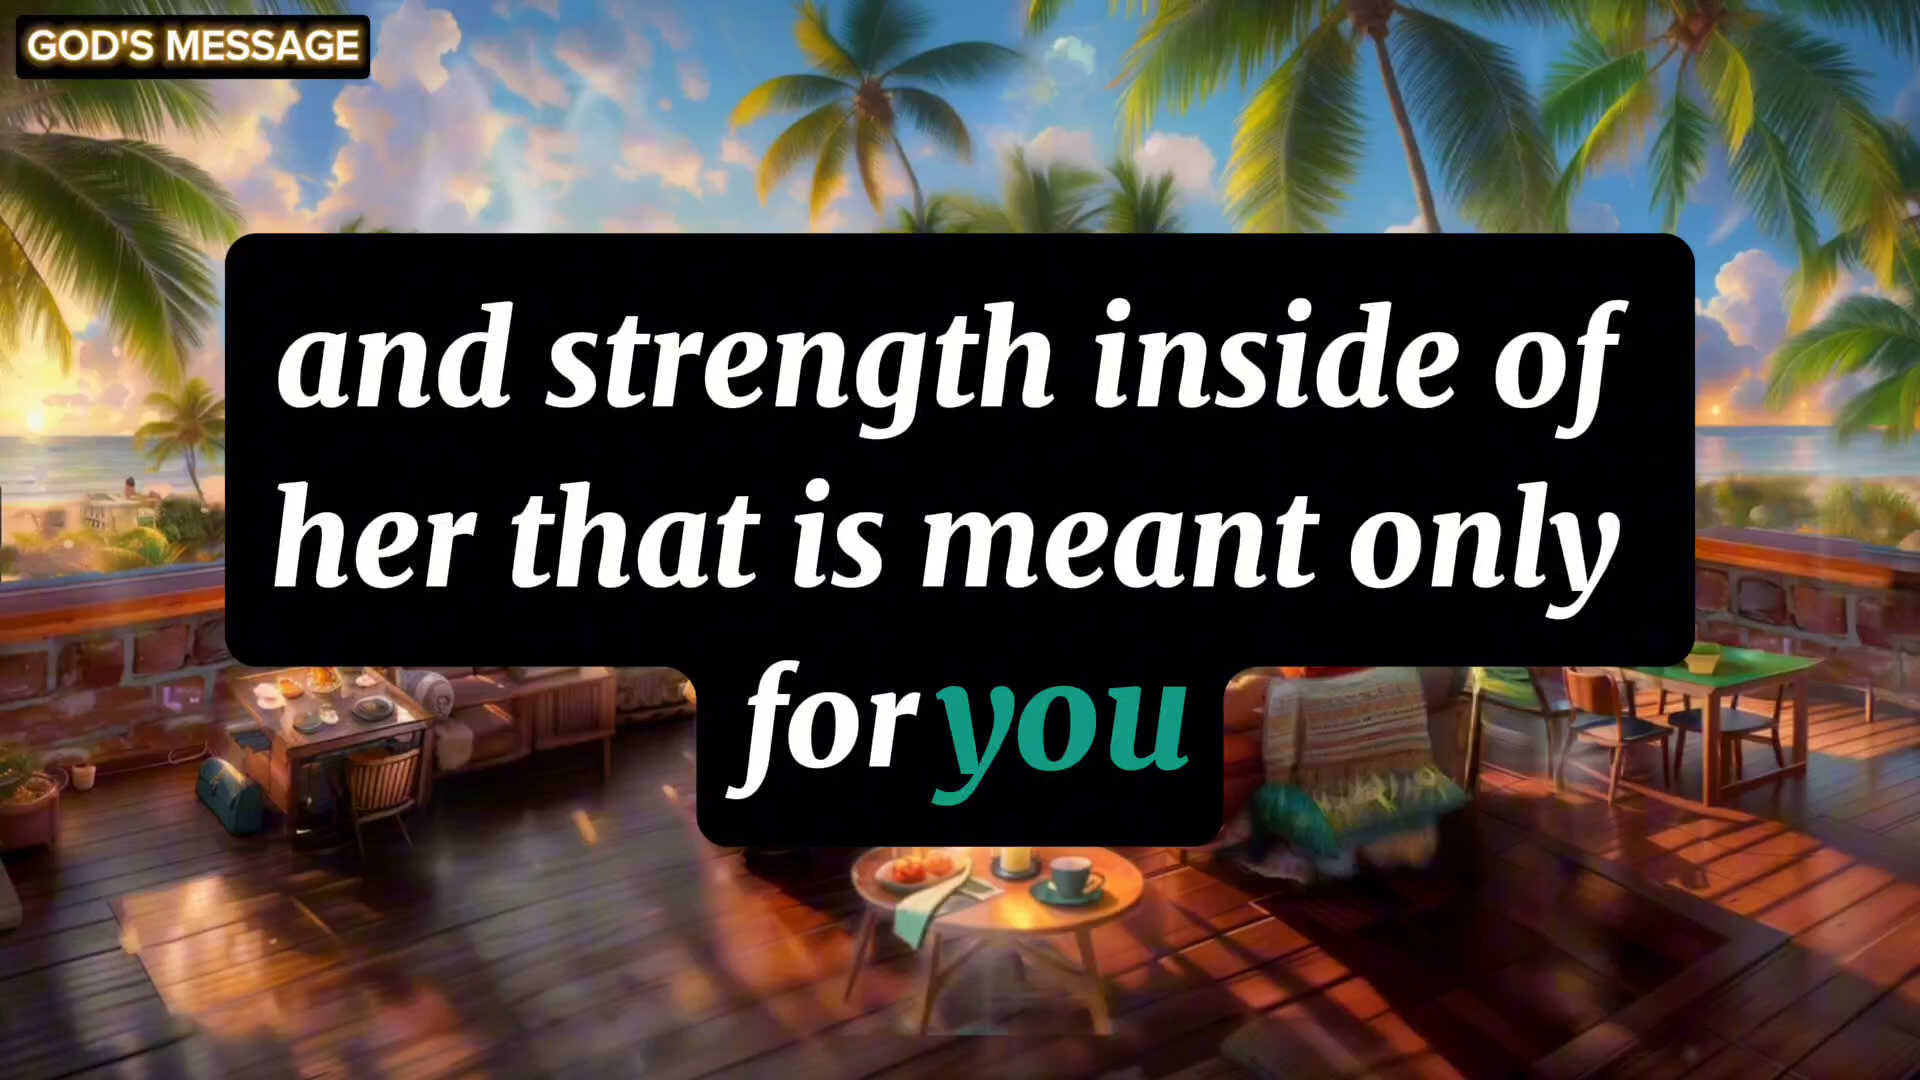 GOD'S MESSAGE
and strength inside of
her that is meant only
for you